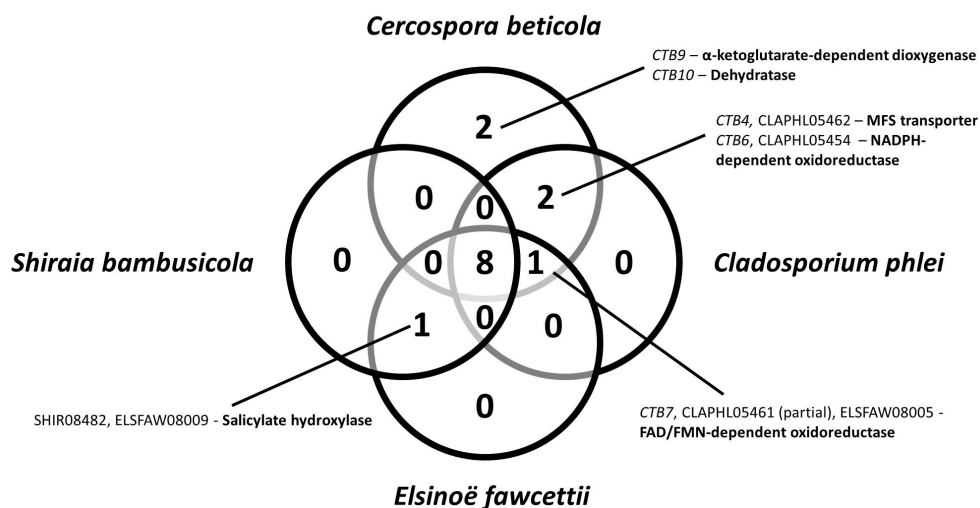 Cercospora beticola
CTB9 – α-ketoglutarate-dependent dioxygenase
CTB10 – Dehydratase
CTB4, CLAPHL05462 – MFS transporter
CTB6, CLAPHL05454 – NADPH-
dependent oxidoreductase
2
0
0
2
Shiraia bambusicola
0
0
8
1
0
Cladosporium phlei
1
0
0
0
SHIR08482, ELSFAW08009 - Salicylate hydroxylase
CTB7, CLAPHL05461 (partial), ELSFAW08005 -
FAD/FMN-dependent oxidoreductase
Elsinoë fawcettii